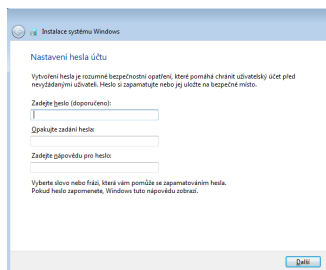 Instalace systému Windows
Nastavení hesla účtu
Vytvoření hesla je rozumné bezpečnostní opatření, které pomáhá chránit uživatelský účet před
nevyžádanými uživateli. Heslo si zapamatujte nebo jej uložte na bezpečné místo.
Zadejte heslo (doporučeno):
Opakujte zadání hesla:
Zadejte nápovědu pro heslo:
Vyberte slovo nebo frázi, která vám pomůže se zapamatováním hesla.
Pokud heslo zapomenete, Windows tuto nápovědu zobrazí.
Další